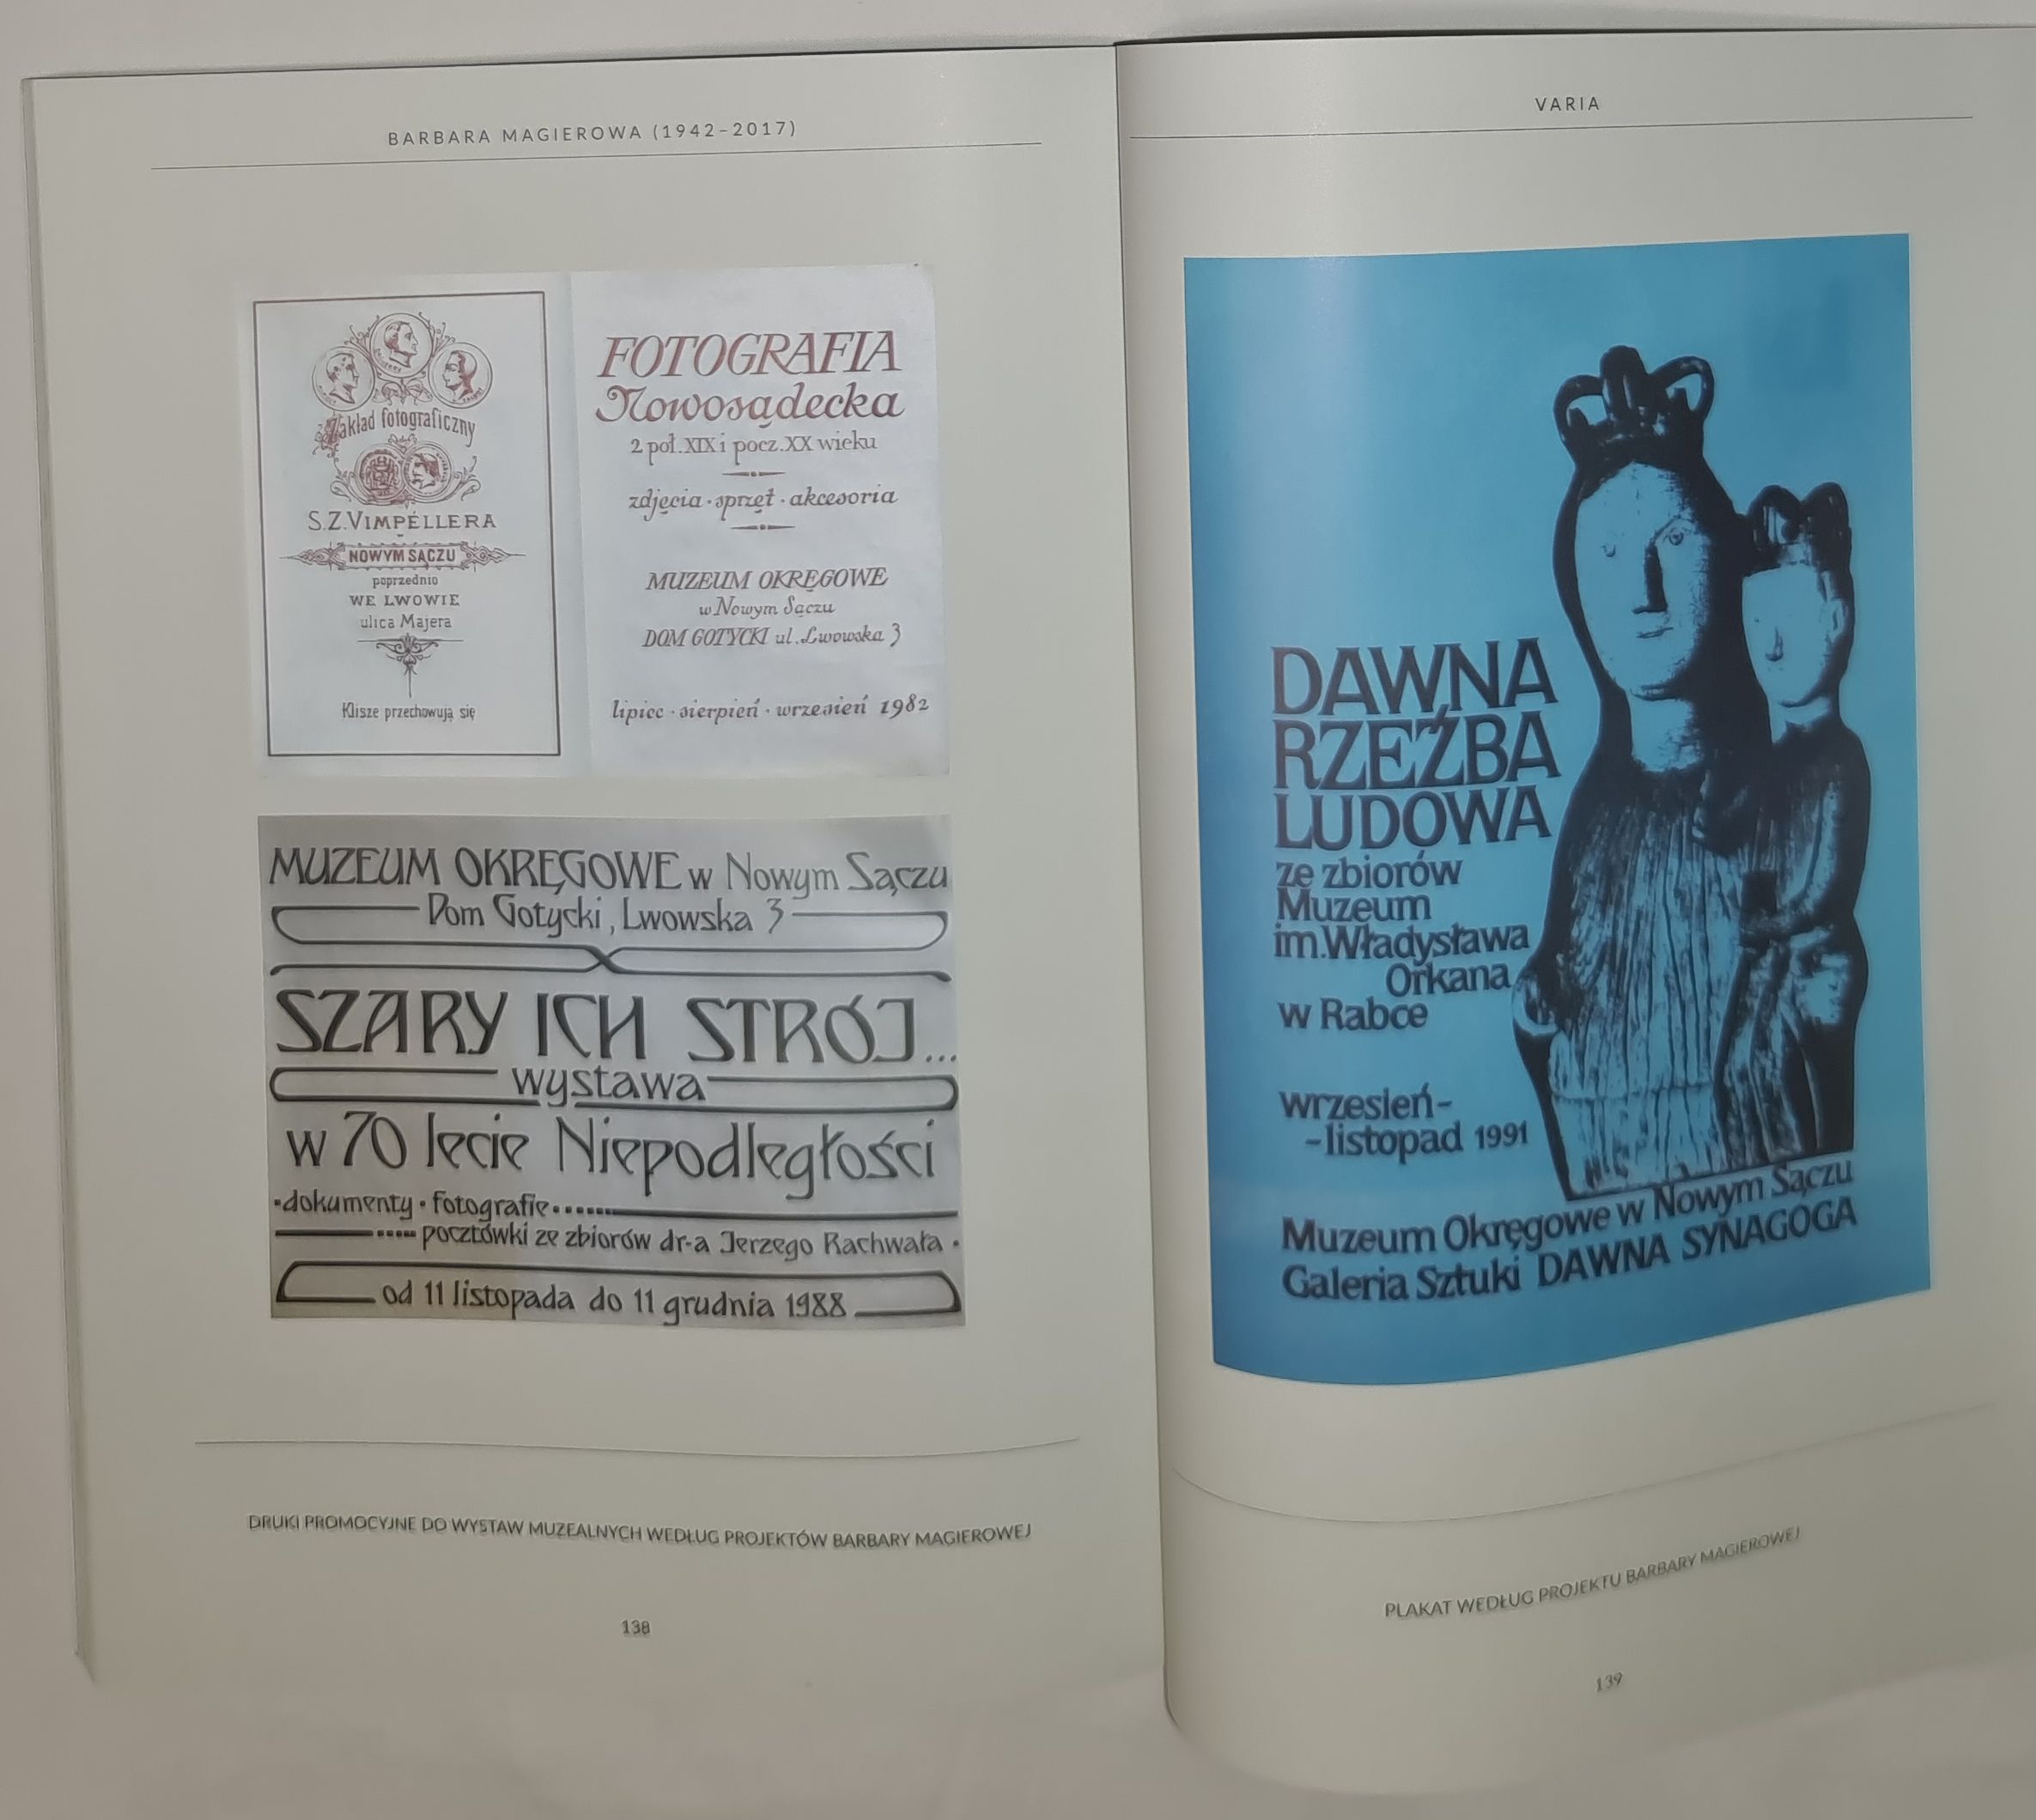 BARBARA MAGIEROWA (1942–2017)
Zakład fotograficzny
S.Z.VIMPELLERA
NOWYM SĄCZU
poprzednio
WE LWOWIE
ulica Majera
Klisze przechowują się
FOTOGRAFIA
Nowosądecka
2 poł.XIX i pocz.XX wieku
zdjęcia·sprzęt·akcesoria
MUZEUM OKRĘGOWE
w Nowym Sączu
DOM GOTYCKI ul.Lwowska 3
lipiec·sierpień·wrzesień 1982
MUZEUM OKRĘGOWE w Nowym Sączu
Dom Gotycki, Lwowska 3
SZARY ICH STRÓJ...
wystawa
w 70 lecie Niepodległości
·dokumenty·fotografie·······
·····pocztówki ze zbiorów dr-a Jerzego Rachwała·
od 11 listopada do 11 grudnia 1988
DRUKI PROMOCYJNE DO WYSTAW MUZEALNYCH WEDŁUG PROJEKTÓW BARBARY MAGIEROWEJ
138
VARIA
DAWNA
RZEŹBA
LUDOWA
ze zbiorów
Muzeum
im.Władysława
Orkana
w Rabce
wrzesień-
-listopad 1991
Muzeum Okręgowe w Nowym Sączu
Galeria Sztuki DAWNA SYNAGOGA
PLAKAT WEDŁUG PROJEKTU BARBARY MAGIEROWEJ
139